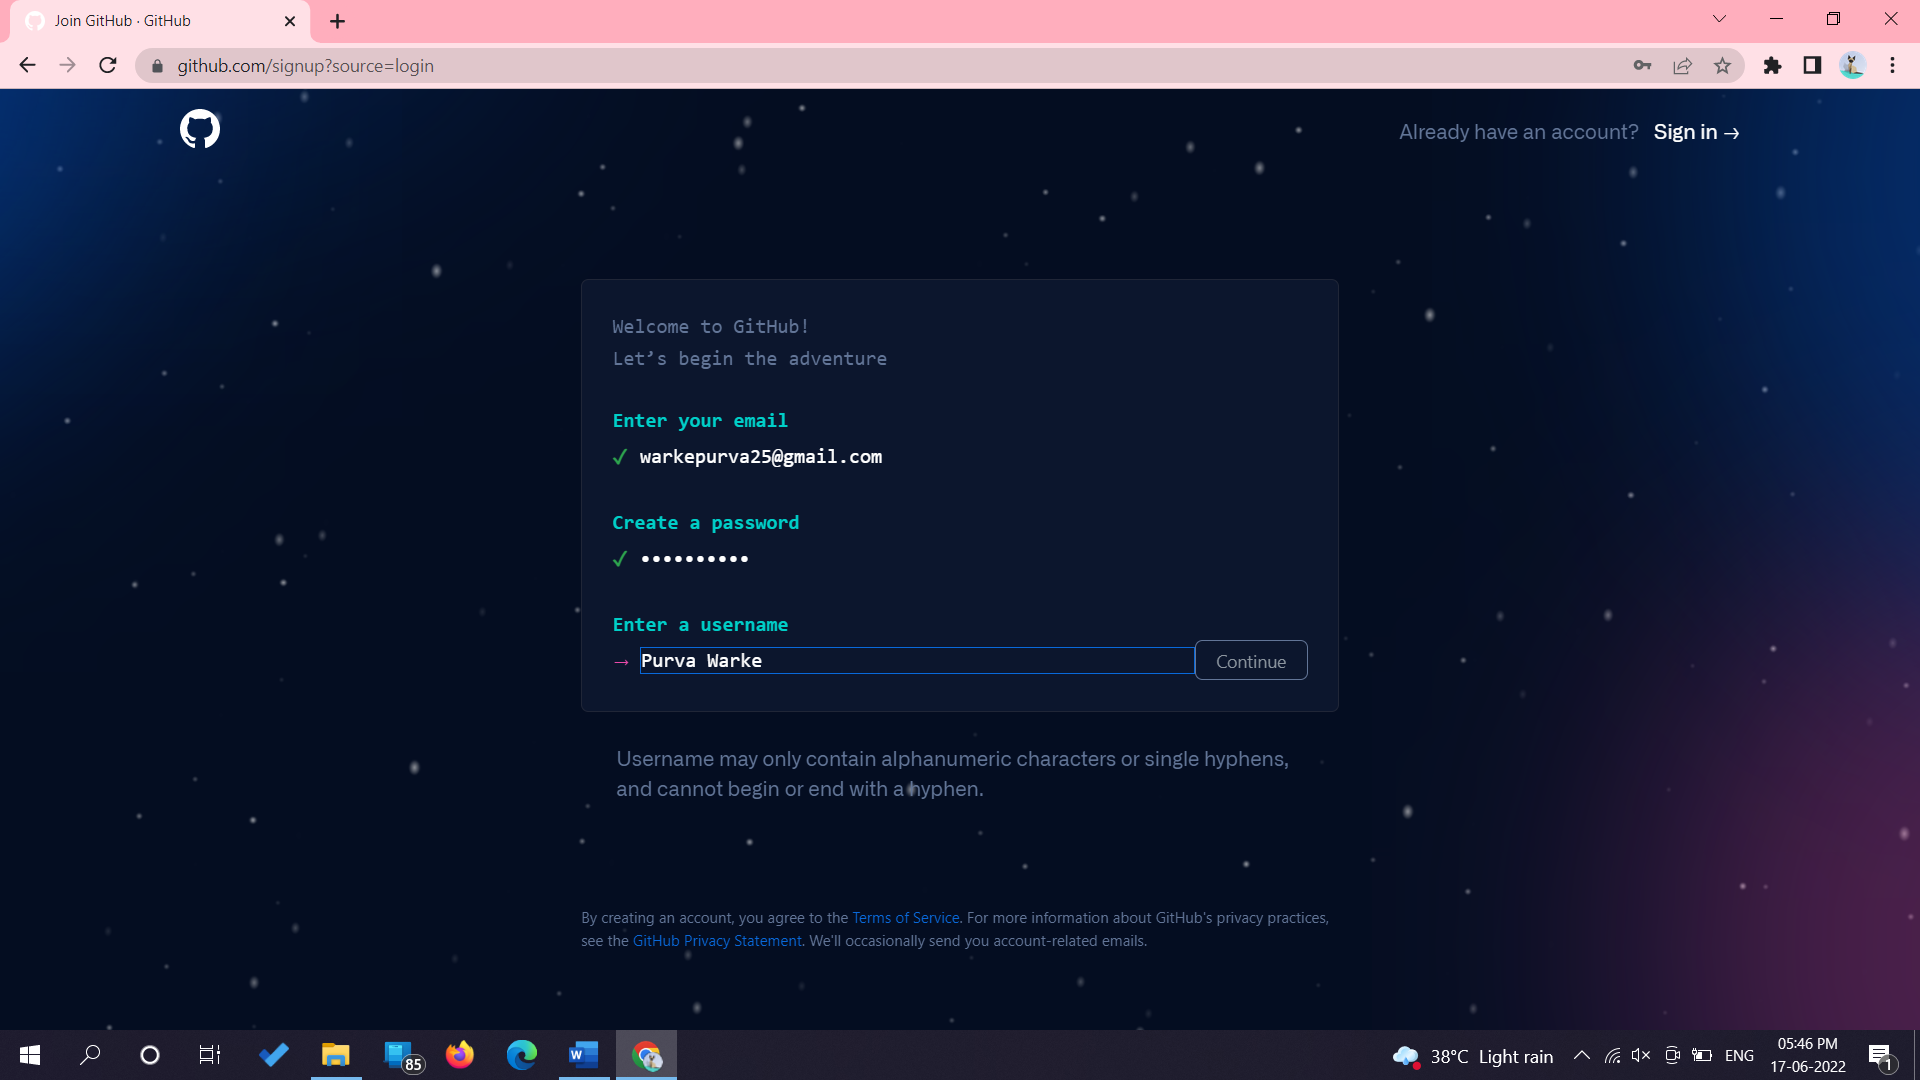 Join GitHub · GitHub
github.com/signup?source=login
Already have an account? Sign in →
Welcome to GitHub!
Let’s begin the adventure
Enter your email
✓ warkepurva25@gmail.com
Create a password
✓ ••••••••••
Enter a username
→ Purva Warke
Continue
Username may only contain alphanumeric characters or single hyphens,
and cannot begin or end with a hyphen.
By creating an account, you agree to the Terms of Service. For more information about GitHub's privacy practices,
see the GitHub Privacy Statement. We'll occasionally send you account-related emails.
85
W
38°C Light rain
ENG
05:46 PM
17-06-2022
1